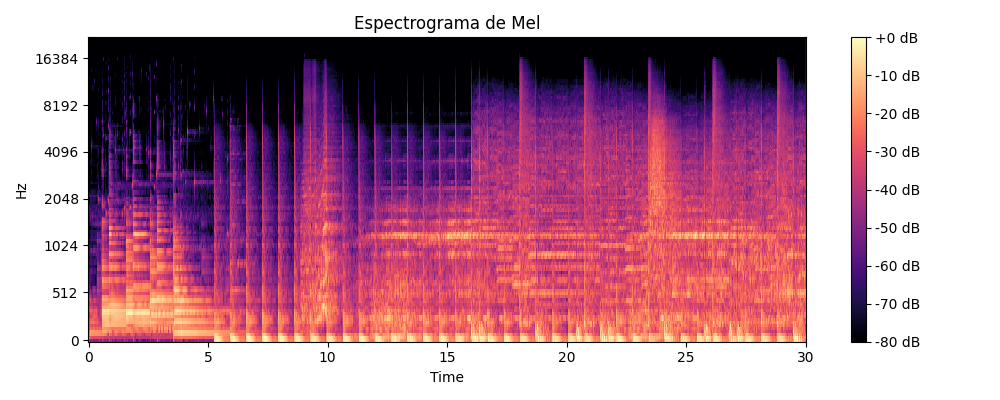 Espectrograma de Mel
Hz
16384
8192
4096
2048
1024
512
0
0 5 10 15 20 25 30
Time
+0 dB
-10 dB
-20 dB
-30 dB
-40 dB
-50 dB
-60 dB
-70 dB
-80 dB